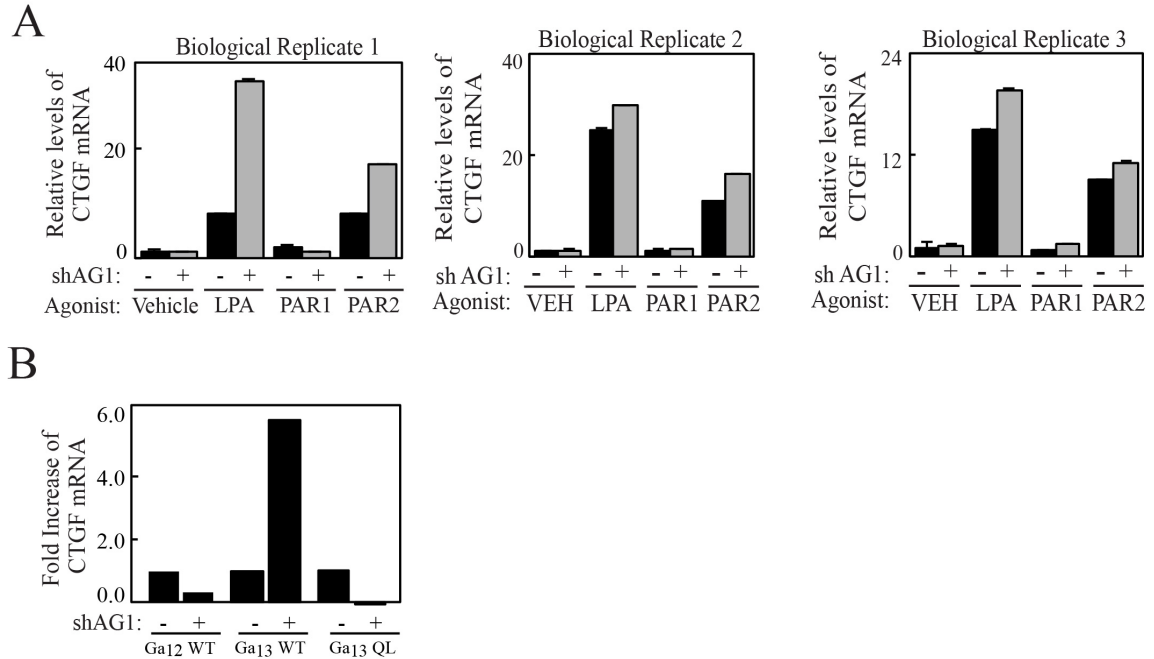 A
Biological Replicate 1
Relative levels of
CTGF mRNA
40
20
0
shAG1: - + - + - + - +
Agonist: Vehicle LPA PAR1 PAR2
Biological Replicate 2
Relative levels of
CTGF mRNA
40
20
0
sh AG1: - + - + - + - +
Agonist: VEH LPA PAR1 PAR2
Biological Replicate 3
Relative levels of
CTGF mRNA
24
12
0
sh AG1: - + - + - + - +
Agonist: VEH LPA PAR1 PAR2
B
Fold Increase of
CTGF mRNA
6.0
4.0
2.0
0.0
shAG1: - + - + - +
Ga12 WT Ga13 WT Ga13 QL